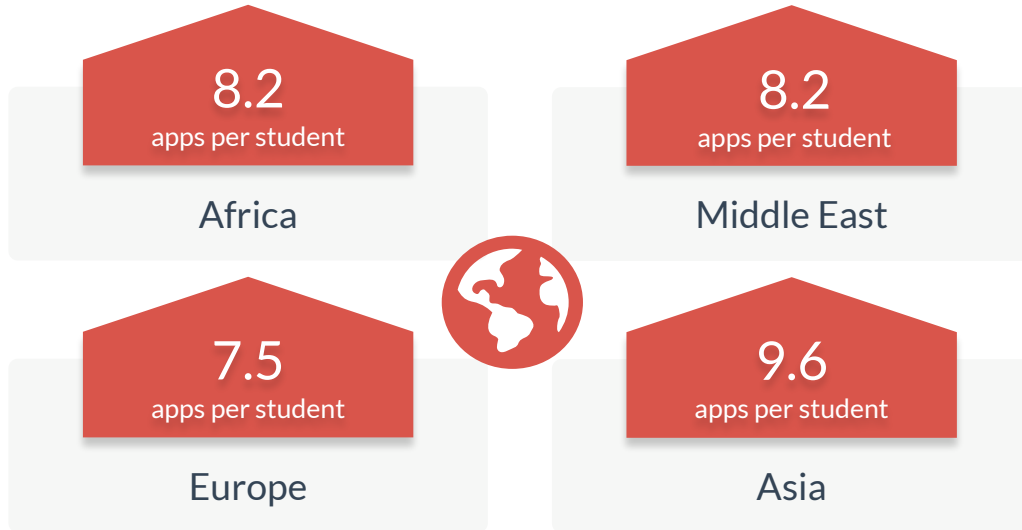 8.2
apps per student
Africa
8.2
apps per student
Middle East
7.5
apps per student
Europe
9.6
apps per student
Asia